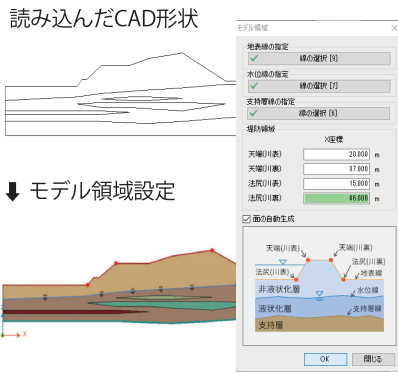 読み込んだCAD形状
⬇ モデル領域設定
x
モデル領域
地表線の指定
線の選択 [9]
水位線の指定
線の選択 [7]
支持層線の指定
線の選択 [6]
堤防領域
X座標
天端(川表) 20.000 m
天端(川裏) 37.000 m
法尻(川表) 15.000 m
法尻(川裏) 46.000 m
面の自動生成
天端(川表) 天端(川裏)
法尻(川表) 法尻(川裏)
地表線
非液状化層 水位線
液状化層 支持層線
支持層
OK 閉じる